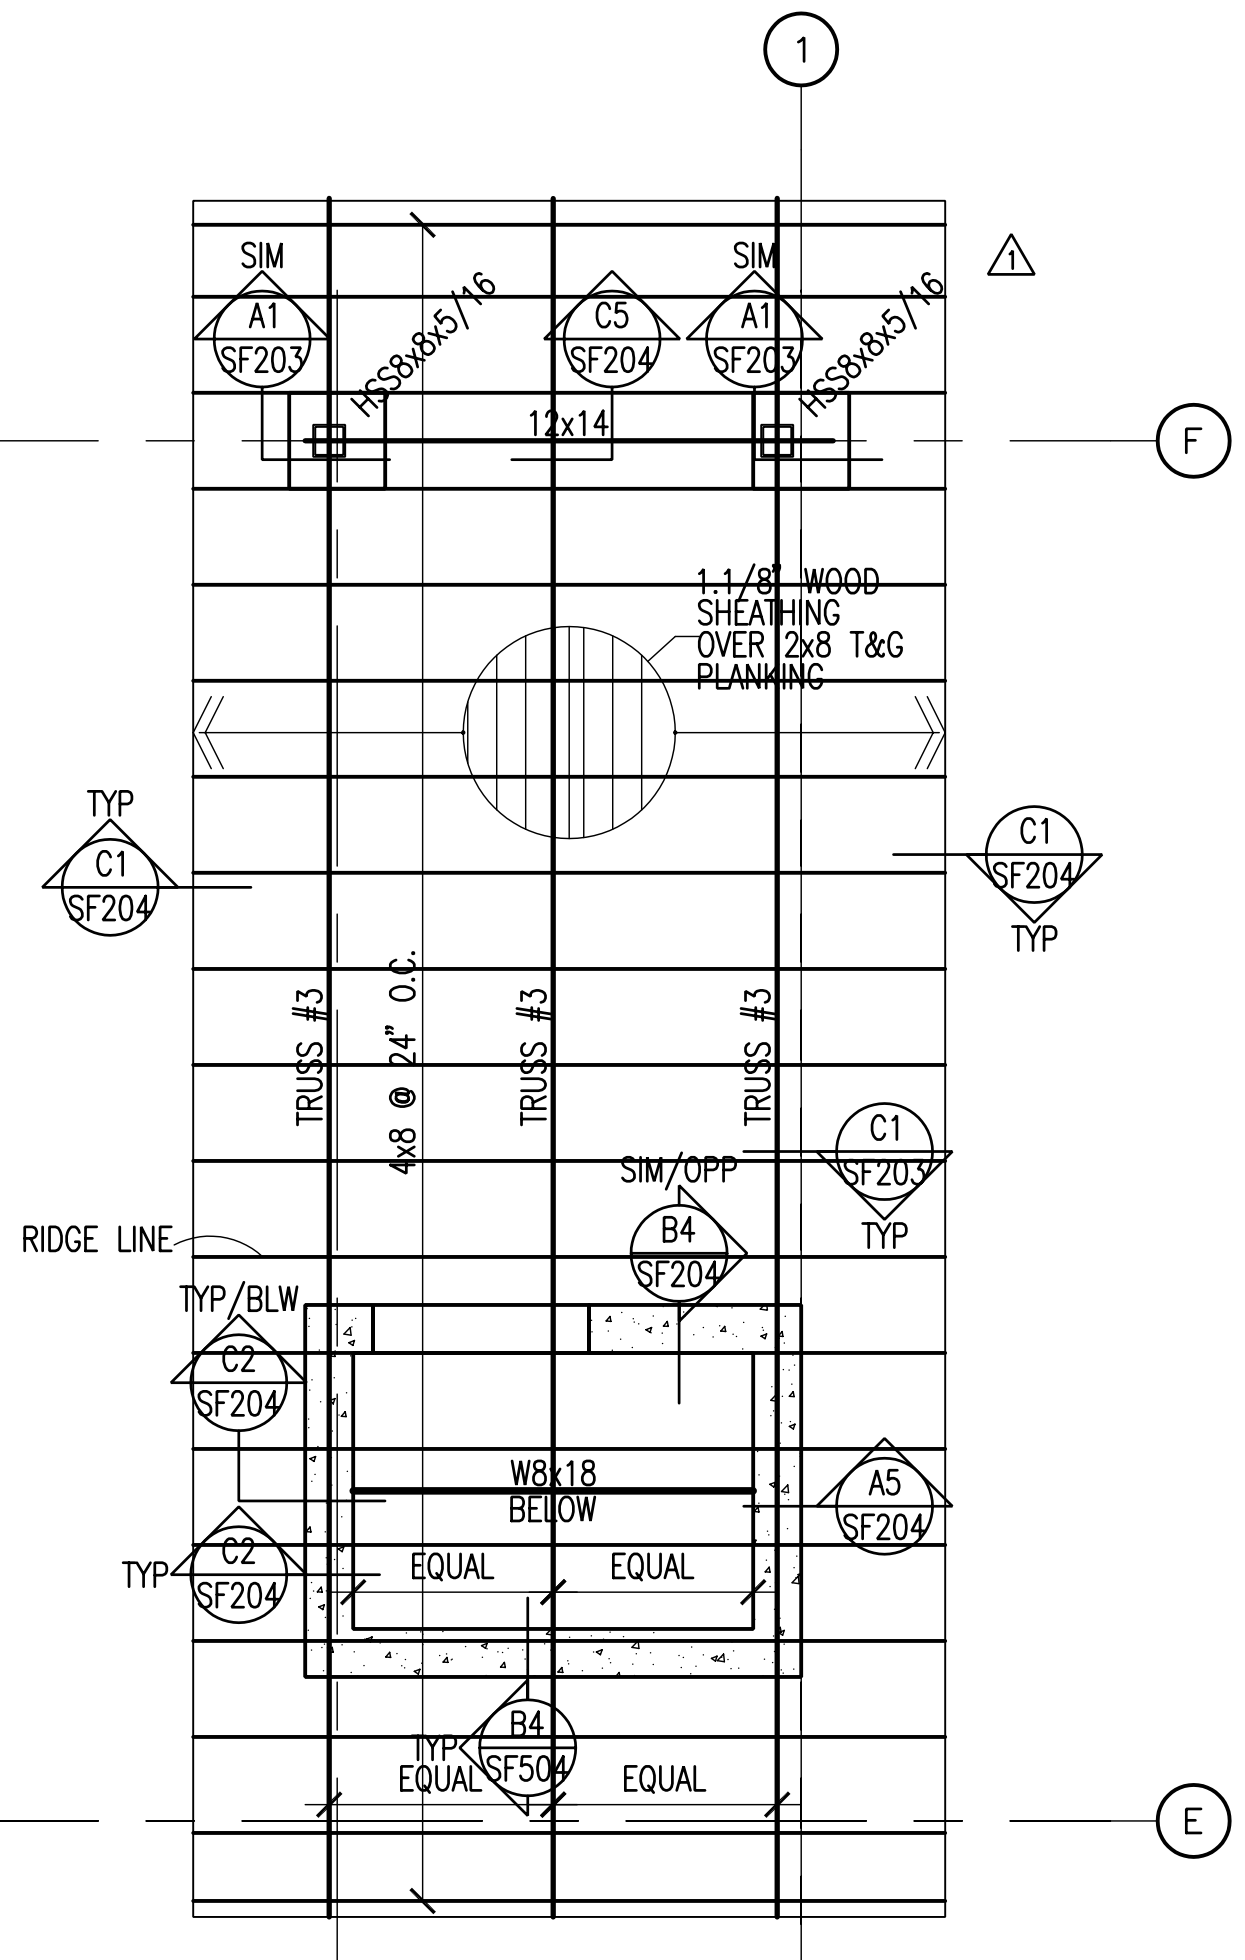 1
SIM
SIM
1
A1
SF203
HSS8x8x5/16
C5
SF204
A1
SF203
HSS8x8x5/16
12x14
F
1.1/8" WOOD
SHEATHING
OVER 2x8 T&G
PLANKING
TYP
C1
SF204
C1
SF204
TYP
TRUSS #3
4x8 @ 24" O.C.
TRUSS #3
TRUSS #3
C1
SF203
TYP
SIM/OPP
B4
SF204
RIDGE LINE
TYP/BLW
C2
SF204
W8x18
BELOW
A5
SF204
TYP
C2
SF204
EQUAL
EQUAL
TYP
B4
SF504
EQUAL
EQUAL
E